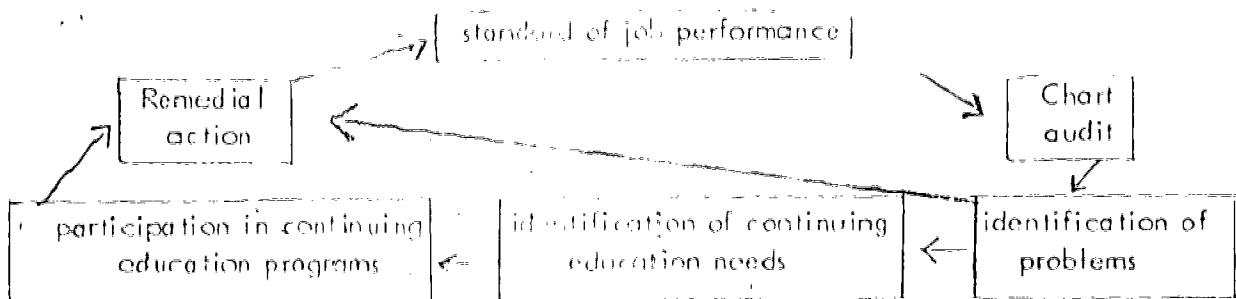 standard of job performance
Remedial
action
Chart
audit
participation in continuing
education programs
identification of continuing
education needs
identification of
problems